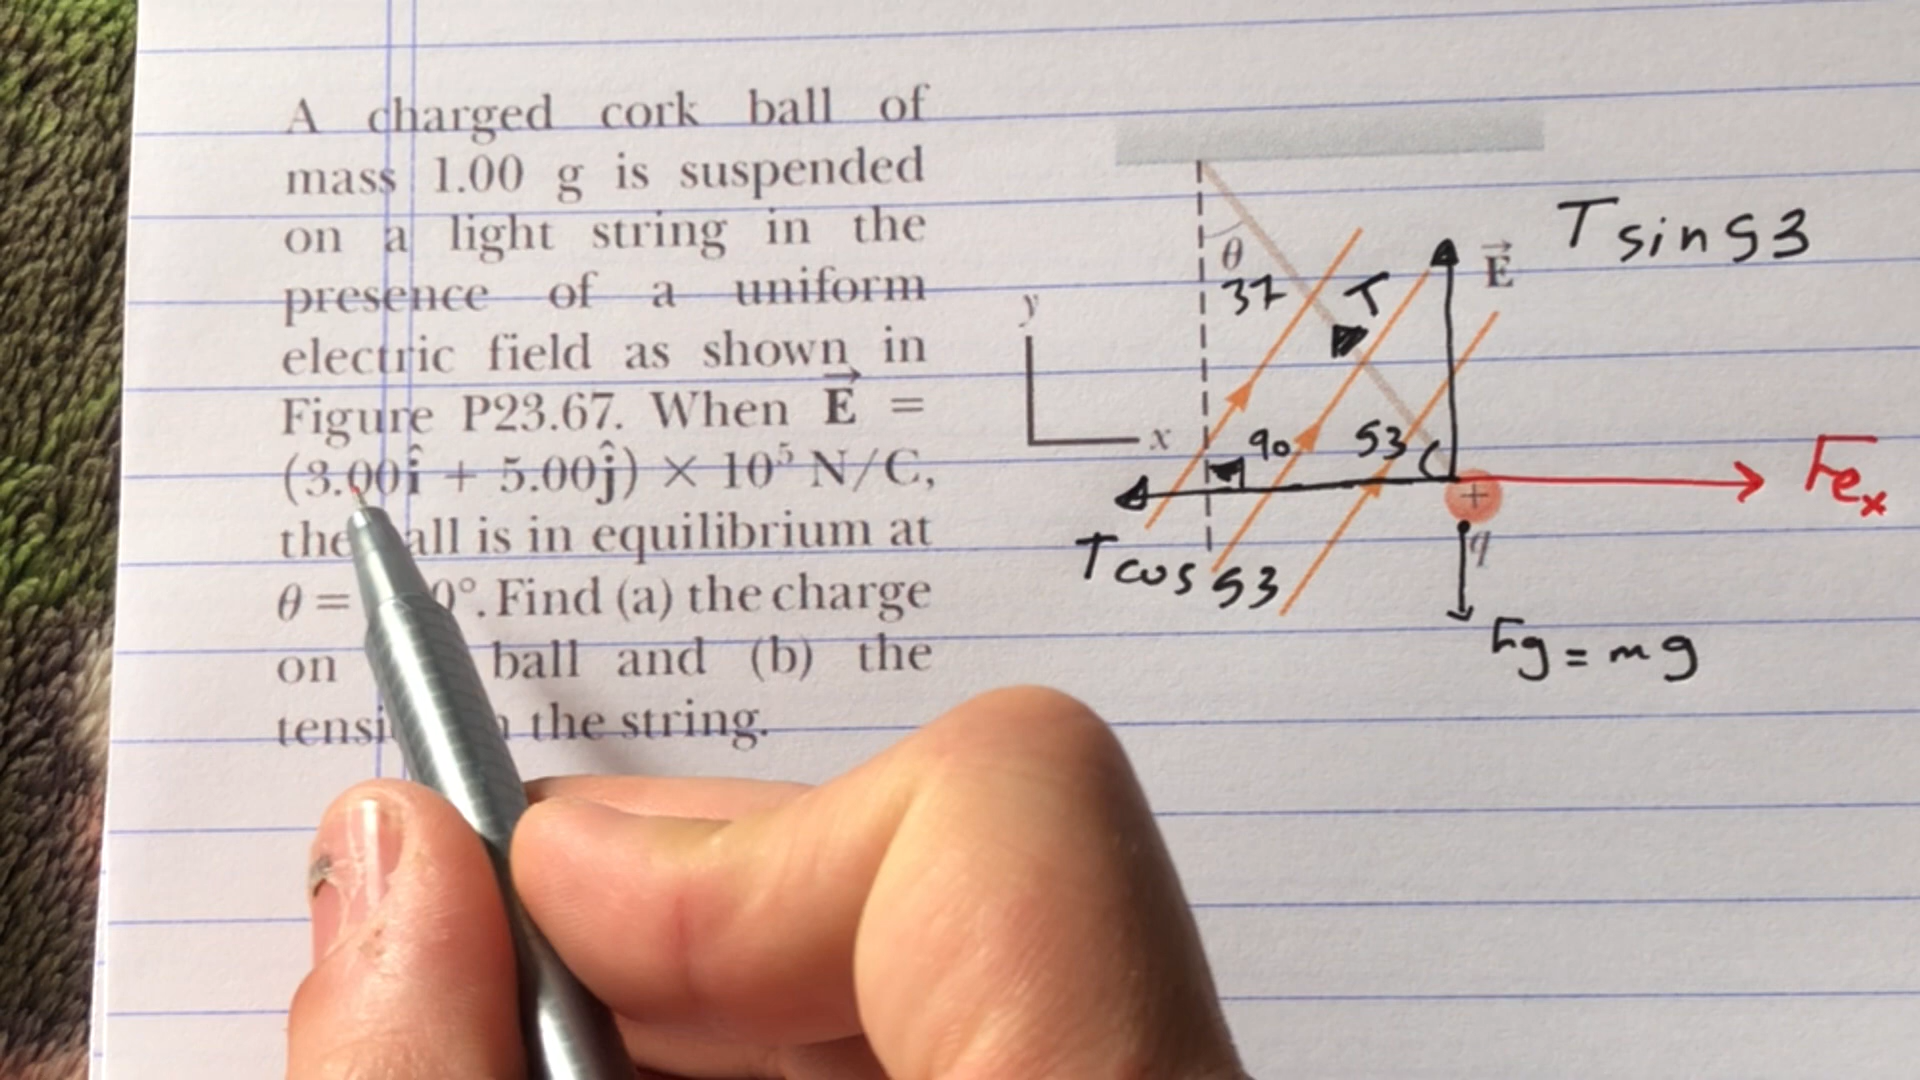 A charged cork ball of
mass 1.00 g is suspended
on a light string in the
presence of a uniform
electric field as shown in
Figure P23.67. When E⃗ =
(3.00î + 5.00ĵ) × 10⁵ N/C,
the all is in equilibrium at
θ = 0°. Find (a) the charge
on ball and (b) the
the string.
T sin 53
E⃗
θ
37
T
y
x
90
53
Fex
T cos 53
+
q
Fg = mg